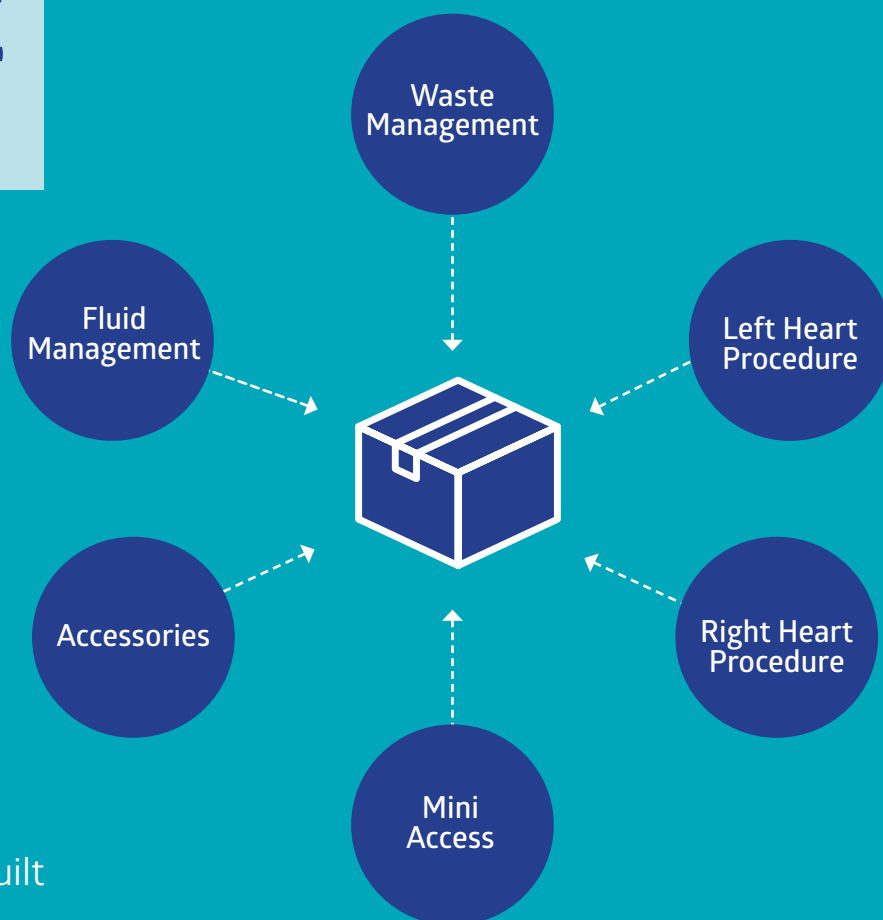 Waste
Management
Fluid
Management
Left Heart
Procedure
Accessories
Right Heart
Procedure
Mini
Access